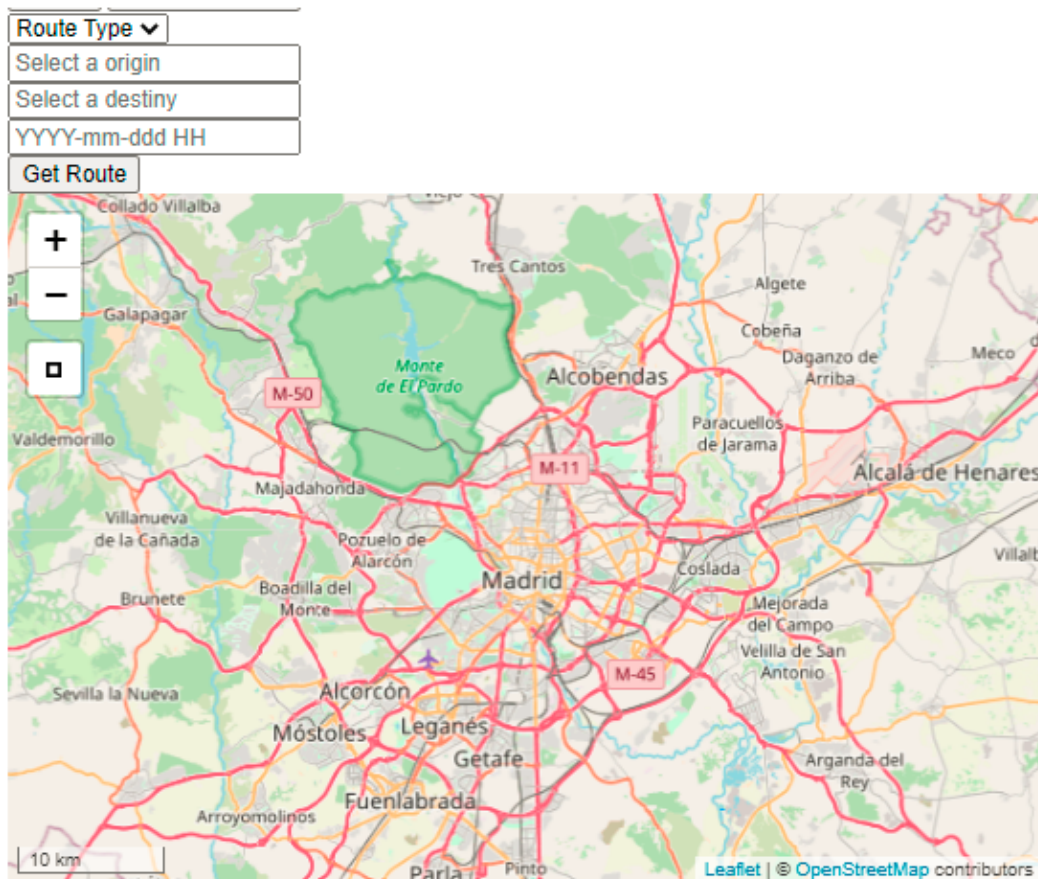 Route Type
Select a origin
Select a destiny
YYYY-mm-ddd HH
Get Route
Viejo
Collado Villalba
+
Tres Cantos
−
Algete
Galapagar
Cobeña
Monte
de El Pardo
Daganzo de
Arriba
Meco
Alcobendas
M-50
Paracuellos
de Jarama
Valdemorillo
M-11
Alcalá de Henares
Majadahonda
Villanueva
de la Cañada
Pozuelo de
Alarcón
Villalb
Coslada
Madrid
Boadilla del
Monte
Brunete
Mejorada
del Campo
Velilla de San
Antonio
M-45
Sevilla la Nueva
Alcorcón
Leganés
Móstoles
Getafe
Arganda del
Rey
Fuenlabrada
Arroyomolinos
10 km
Parla
Pinto
Leaflet | © OpenStreetMap contributors